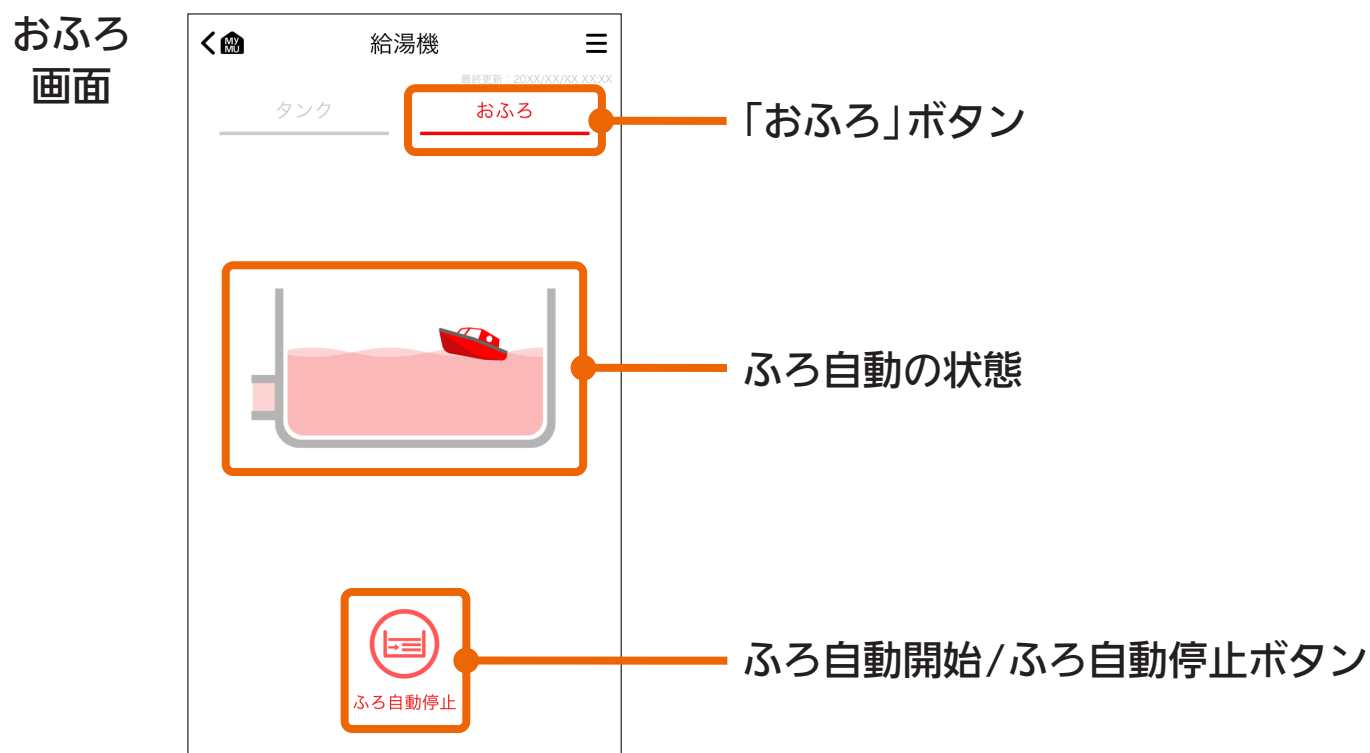 おふろ
画面
MY
MU
給湯機
最終更新：20XX/XX/XX XX:XX
タンク
おふろ
「おふろ」ボタン
ふろ自動の状態
ふろ自動停止
ふろ自動開始/ふろ自動停止ボタン